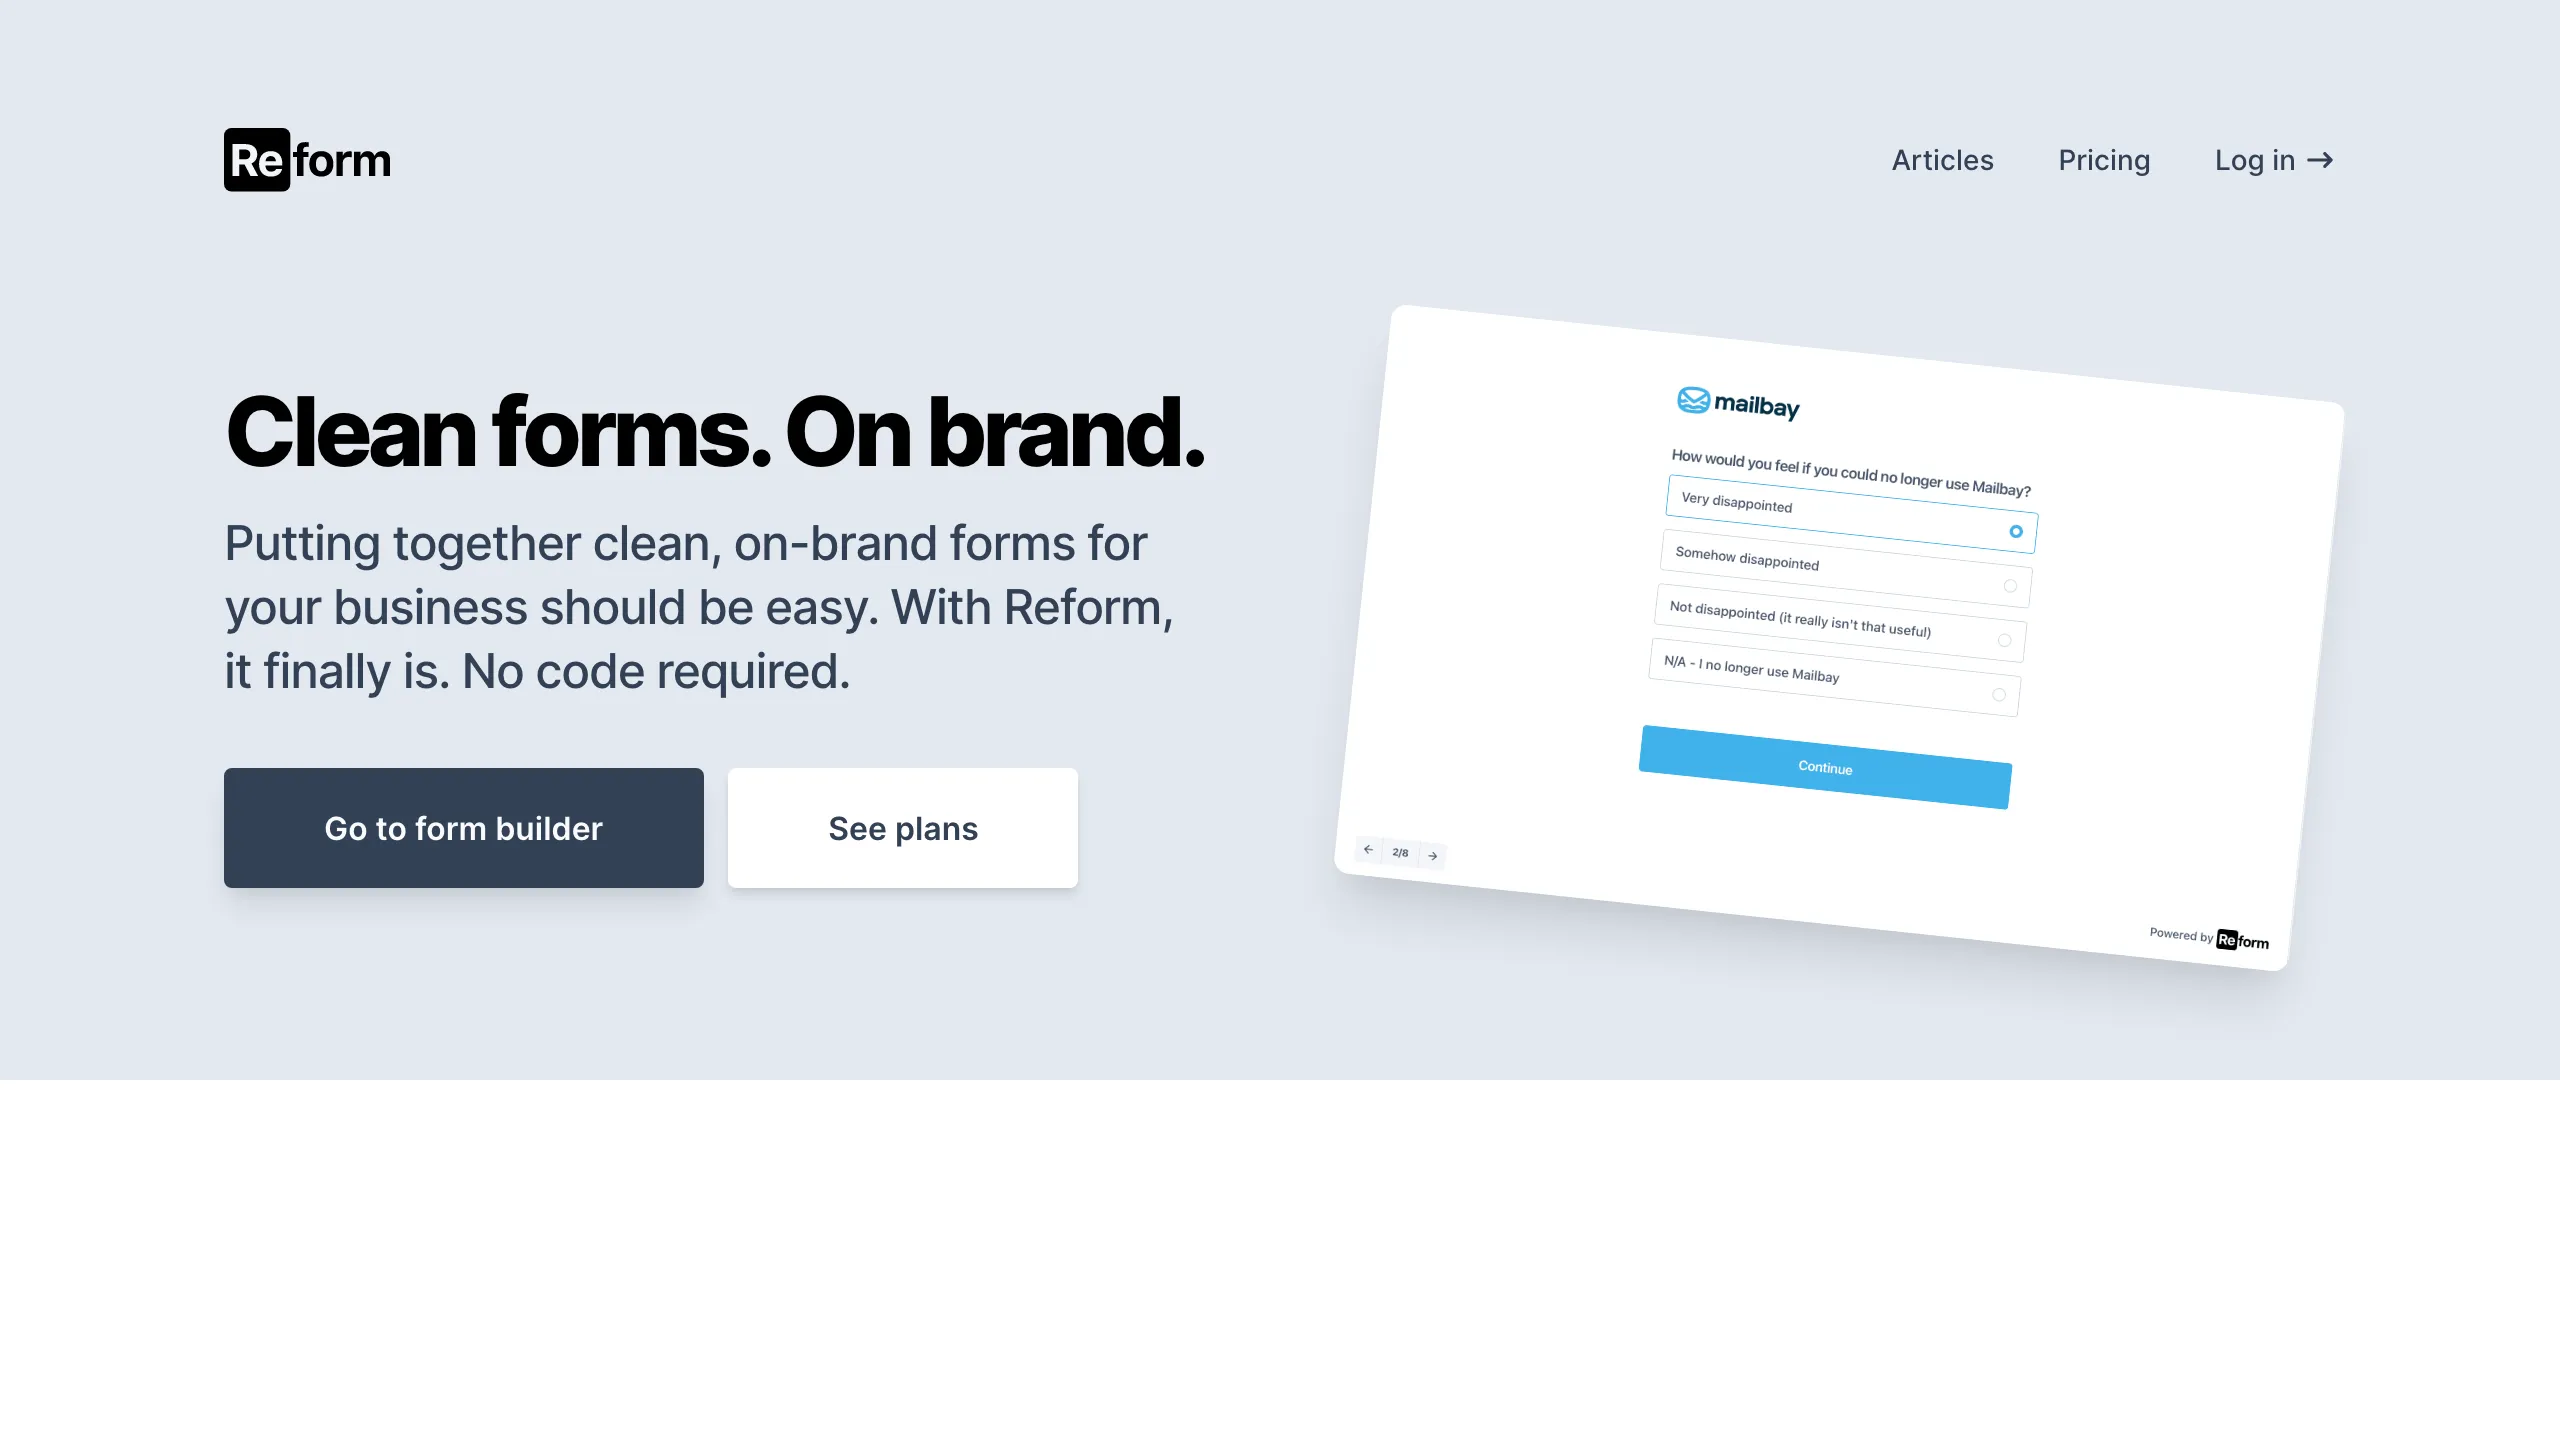 Reform
Articles
Pricing
Log in →
Clean forms. On brand.
Putting together clean, on-brand forms for
your business should be easy. With Reform,
it finally is. No code required.
Go to form builder
See plans
mailbay
How would you feel if you could no longer use Mailbay?
Very disappointed
Somehow disappointed
Not disappointed (it really isn't that useful)
N/A - I no longer use Mailbay
Continue
← 2/8 →
Powered by Reform